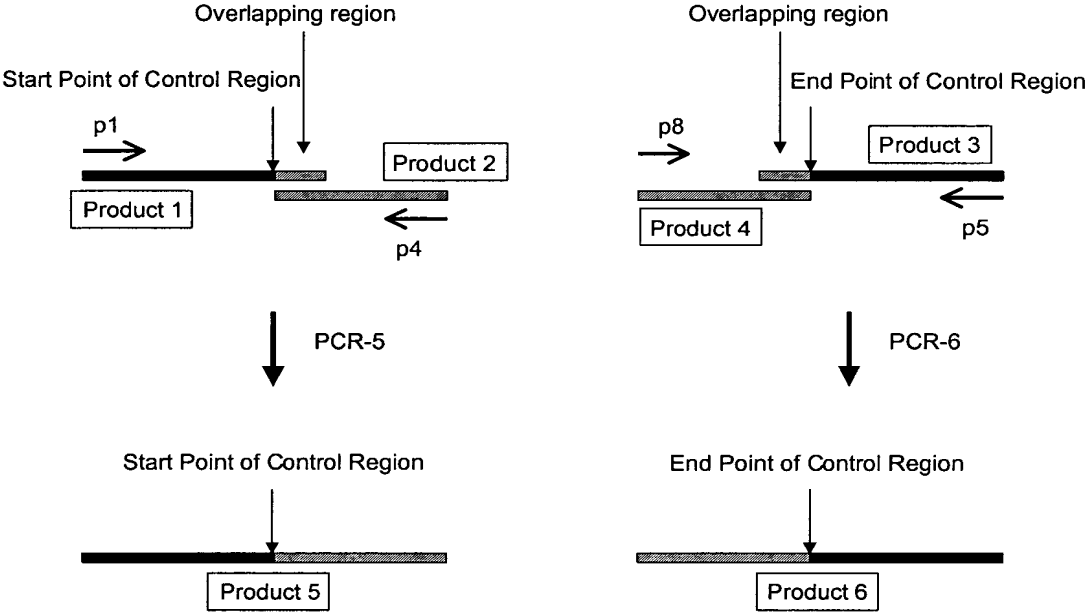 Overlapping region
Overlapping region
Start Point of Control Region
End Point of Control Region
p1
p8
Product 3
Product 2
Product 1
Product 4
p4
p5
PCR-5
PCR-6
Start Point of Control Region
End Point of Control Region
Product 5
Product 6